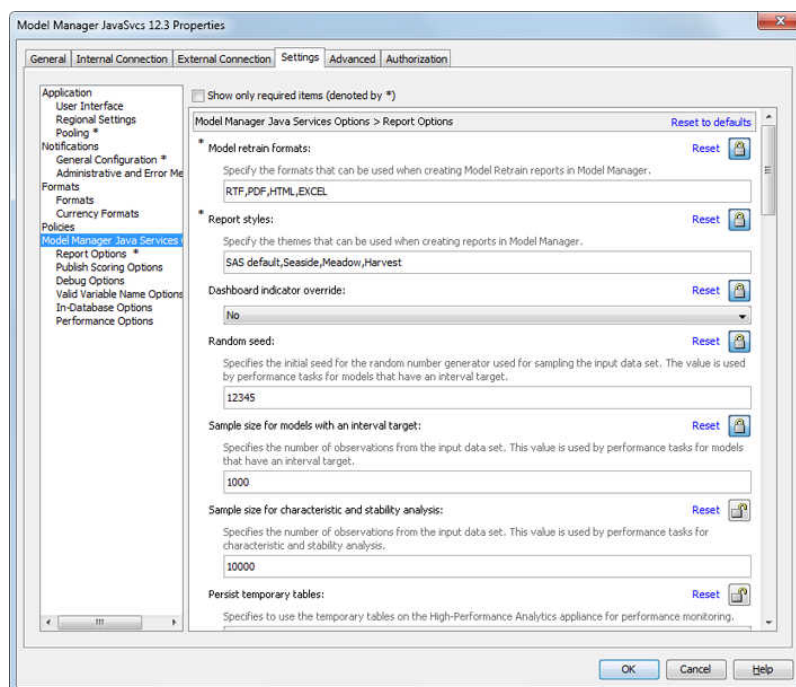 Model Manager JavaSvcs 12.3 Properties
General Internal Connection External Connection Settings Advanced Authorization
Application
User Interface
Regional Settings
Pooling *
Notifications
General Configuration *
Administrative and Error Me
Formats
Formats
Currency Formats
Policies
Model Manager Java Services
Report Options *
Publish Scoring Options
Debug Options
Valid Variable Name Options
In-Database Options
Performance Options
Show only required items (denoted by *)
Model Manager Java Services Options > Report Options Reset to defaults
* Model retrain formats: Reset
Specify the formats that can be used when creating Model Retrain reports in Model Manager.
RTF,PDF,HTML,EXCEL
* Report styles: Reset
Specify the themes that can be used when creating reports in Model Manager.
SAS default,Seaside,Meadow,Harvest
Dashboard indicator override: Reset
No
Random seed: Reset
Specifies the initial seed for the random number generator used for sampling the input data set. The value is used
by performance tasks for models that have an interval target.
12345
Sample size for models with an interval target: Reset
Specifies the number of observations from the input data set. This value is used by performance tasks for models
that have an interval target.
1000
Sample size for characteristic and stability analysis: Reset
Specifies the number of observations from the input data set. This value is used by performance tasks for
characteristic and stability analysis.
10000
Persist temporary tables: Reset
Specifies to use the temporary tables on the High-Performance Analytics appliance for performance monitoring.
OK Cancel Help